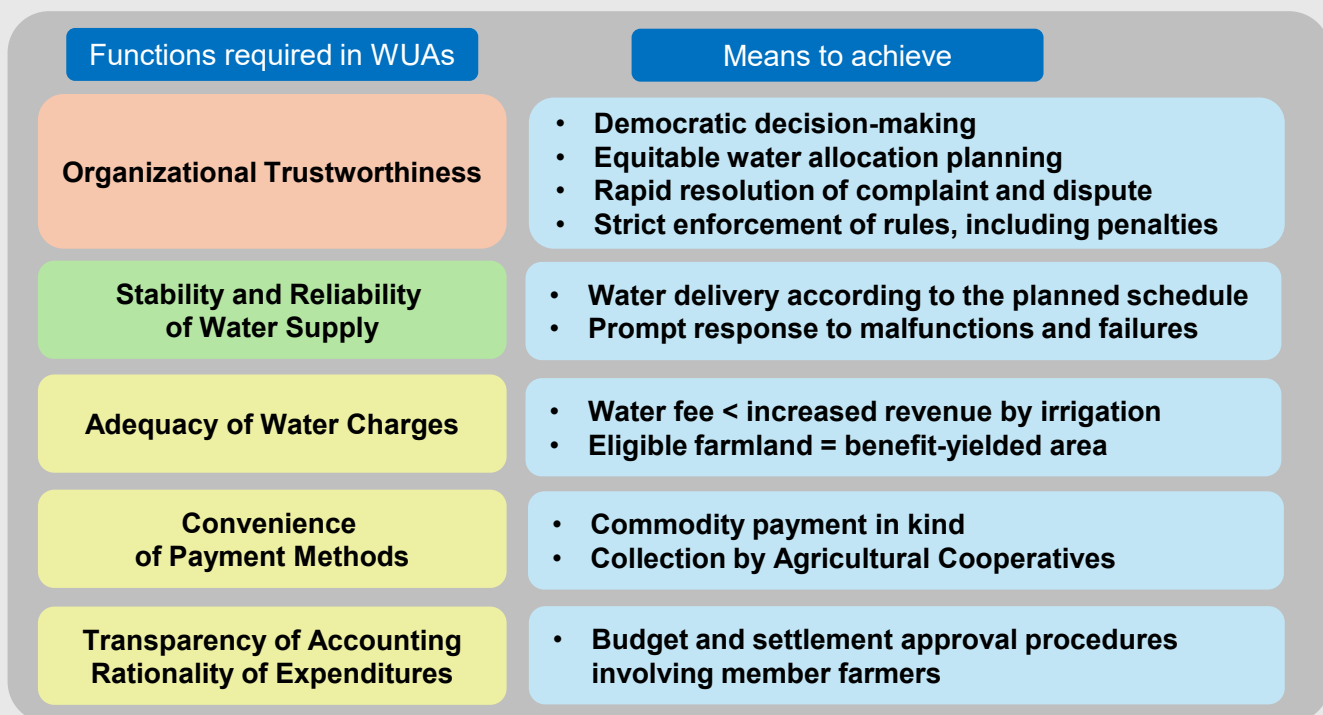 Functions required in WUAs
Means to achieve
Organizational Trustworthiness
• Democratic decision-making
• Equitable water allocation planning
• Rapid resolution of complaint and dispute
• Strict enforcement of rules, including penalties
Stability and Reliability
of Water Supply
• Water delivery according to the planned schedule
• Prompt response to malfunctions and failures
Adequacy of Water Charges
• Water fee < increased revenue by irrigation
• Eligible farmland = benefit-yielded area
Convenience
of Payment Methods
• Commodity payment in kind
• Collection by Agricultural Cooperatives
Transparency of Accounting
Rationality of Expenditures
• Budget and settlement approval procedures
involving member farmers